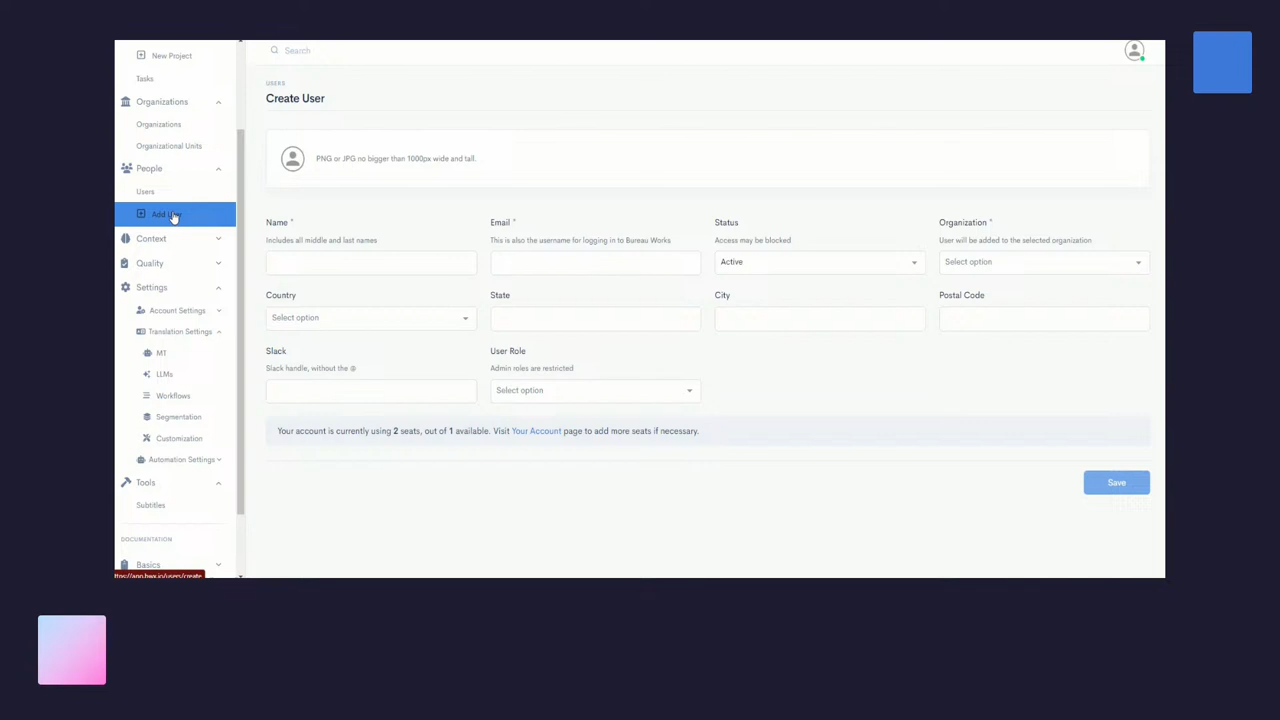 New Project
Tasks
Organizations
Organizations
Organizational Units
People
Users
Add User
Context
Quality
Settings
Account Settings
Translation Settings
MT
LLMs
Workflows
Segmentation
Customization
Automation Settings
Tools
Subtitles
DOCUMENTATION
Basics
ttps://app.bwx.io/users/create
Search
USERS
Create User
PNG or JPG no bigger than 1000px wide and tall.
Name * Email * Status Organization *
Includes all middle and last names This is also the username for logging in to Bureau Works Access may be blocked User will be added to the selected organization
Active Select option
Country State City Postal Code
Select option
Slack User Role
Slack handle, without the @ Admin roles are restricted
Select option
Your account is currently using 2 seats, out of 1 available. Visit Your Account page to add more seats if necessary.
Save